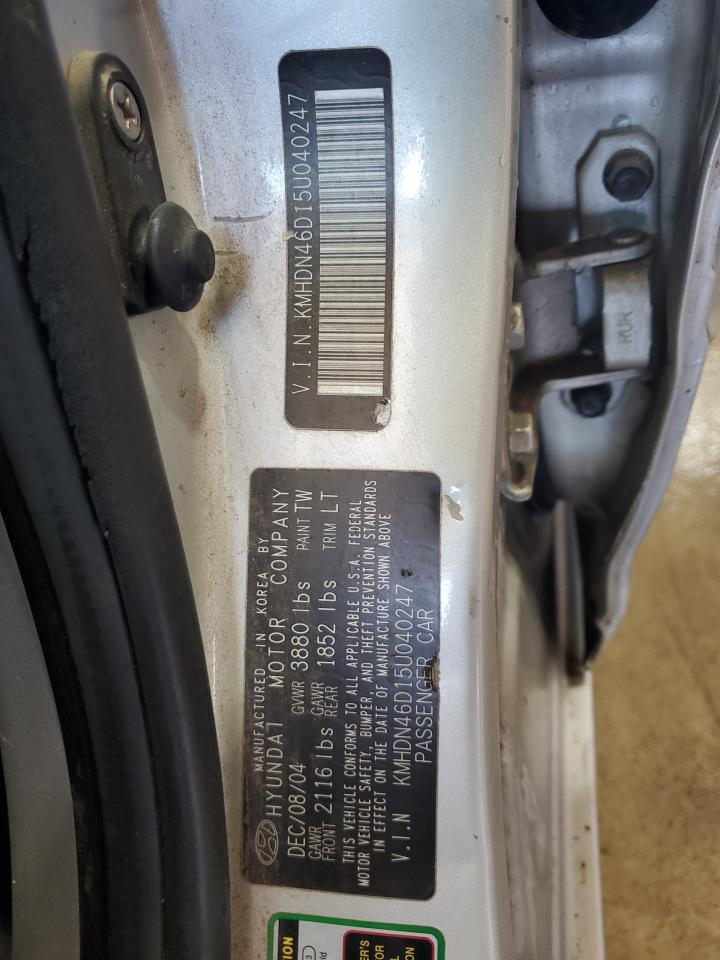 V.I.N. KMHDN46D15U040247
MANUFACTURED IN KOREA BY
HYUNDAI MOTOR COMPANY
DEC/08/04 GVWR 3880 lbs PAINT TW
GAWR FRONT 2116 lbs GAWR REAR 1852 lbs TRIM LT
THIS VEHICLE CONFORMS TO ALL APPLICABLE U.S.A. FEDERAL
MOTOR VEHICLE SAFETY, BUMPER, AND THEFT PREVENTION STANDARDS
IN EFFECT ON THE DATE OF MANUFACTURE SHOWN ABOVE
V.I.N KMHDN46D15U040247
PASSENGER CAR
RUR